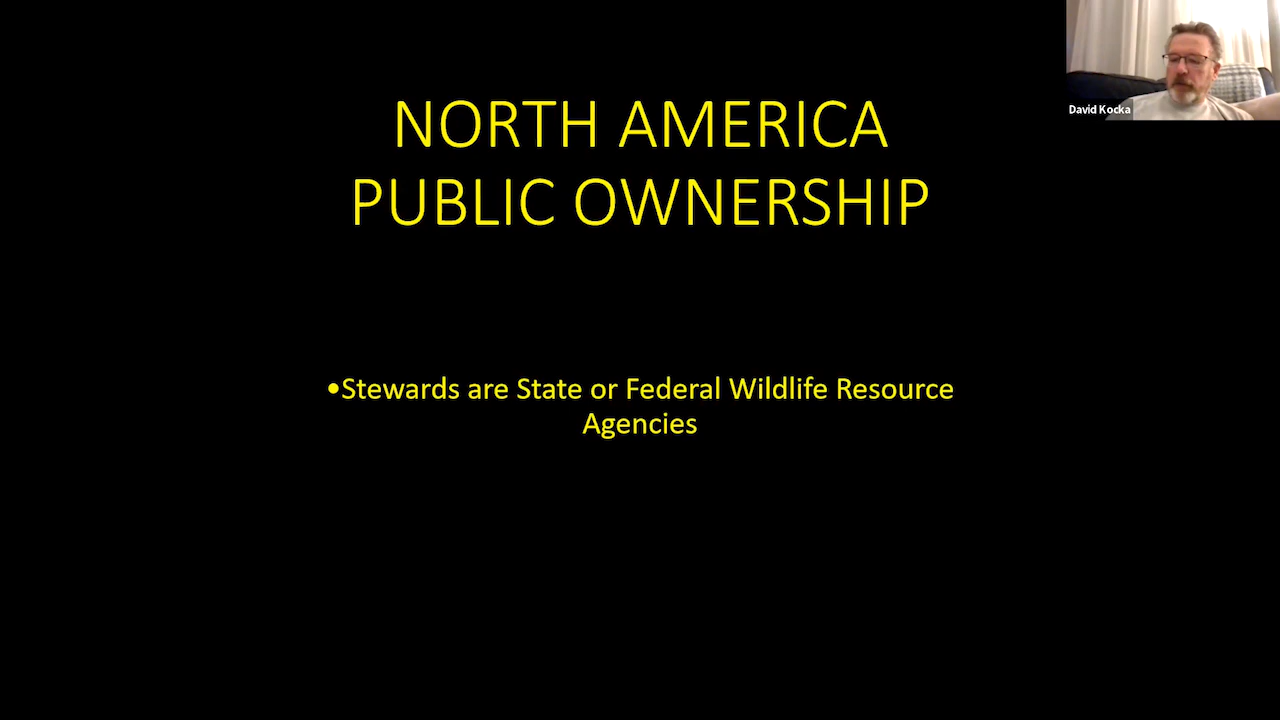 NORTH AMERICA
PUBLIC OWNERSHIP
David Kocka
•Stewards are State or Federal Wildlife Resource
Agencies